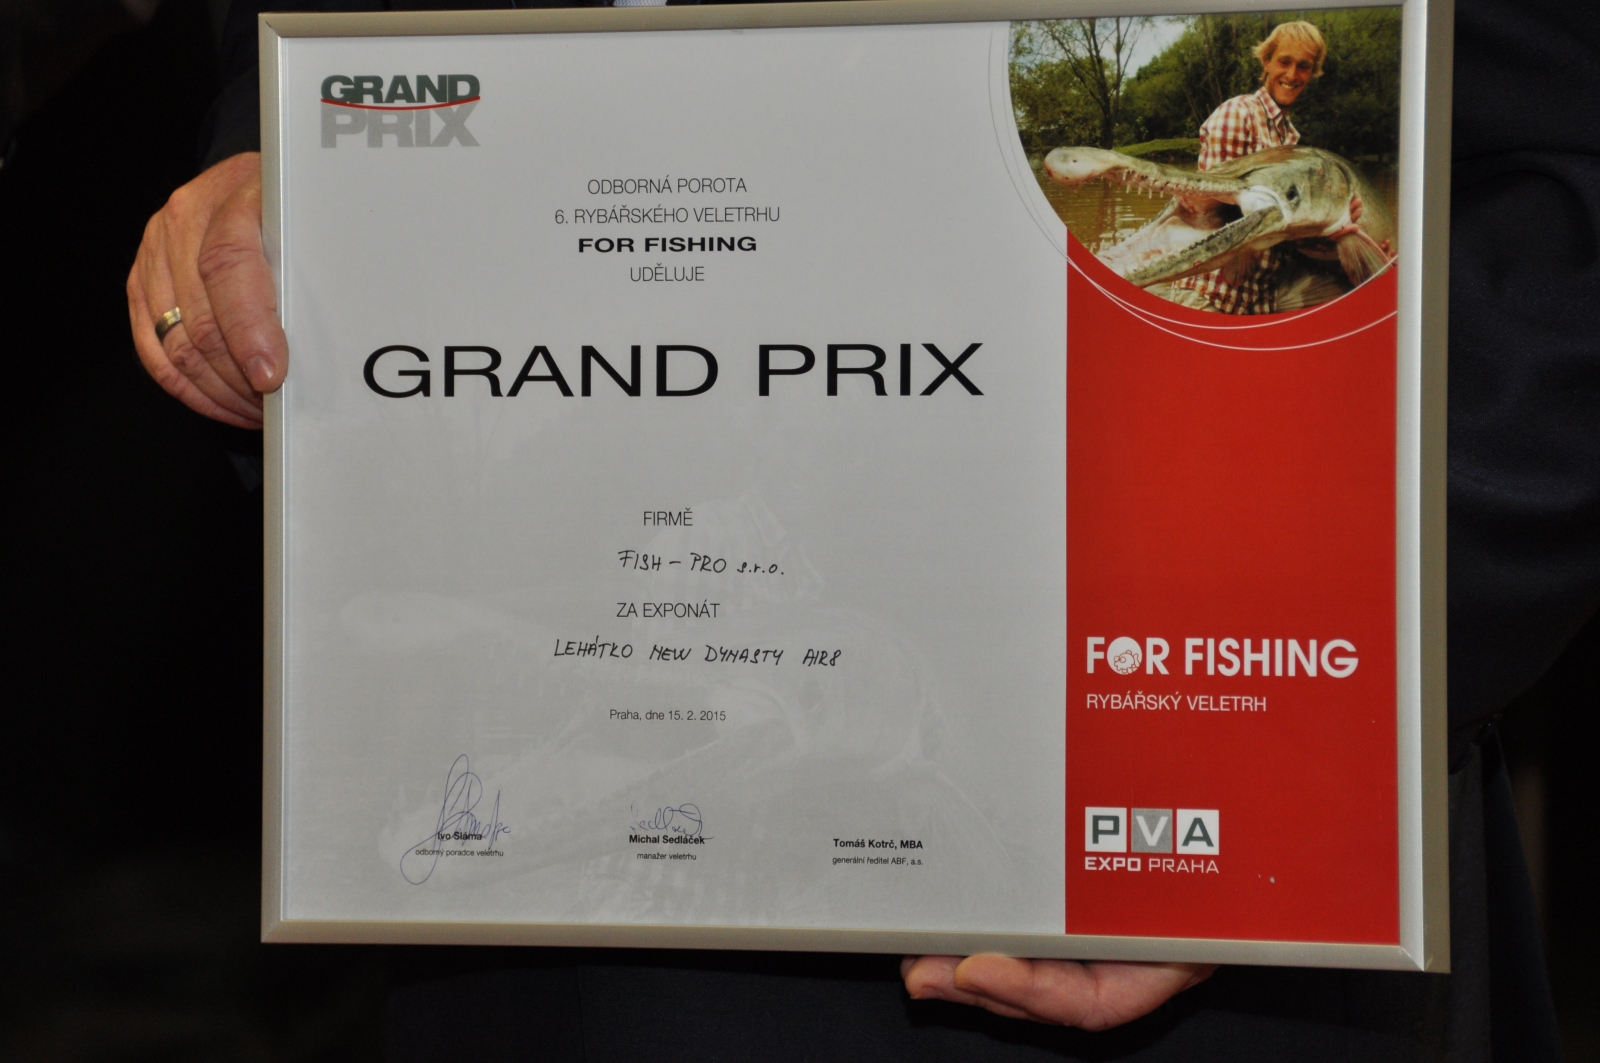 GRAND
PRIX
ODBORNÁ POROTA
6. RYBÁŘSKÉHO VELETRHU
FOR FISHING
UDĚLUJE
GRAND PRIX
FIRMĚ
FISH - PRO s.r.o.
ZA EXPONÁT
LEHÁTKO NEW DYNASTY AIR8
Praha, dne 15. 2. 2015
Ivo Sláma
odborný poradce veletrhu
Michal Sedláček
manažer veletrhu
Tomáš Kotrč, MBA
generální ředitel ABF, a.s.
FOR FISHING
RYBÁŘSKÝ VELETRH
PVA
EXPO PRAHA